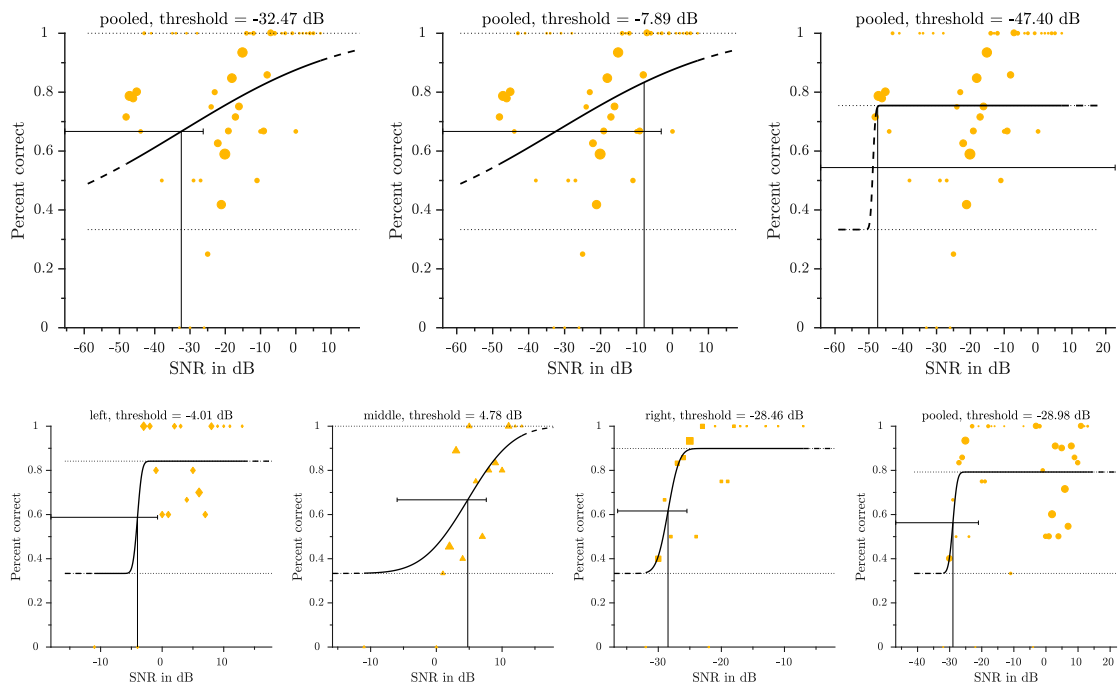 pooled, threshold = -32.47 dB
1
0.8
0.6
0.4
0.2
0
Percent correct
-60 -50 -40 -30 -20 -10 0 10
SNR in dB
pooled, threshold = -7.89 dB
1
0.8
0.6
0.4
0.2
0
Percent correct
-60 -50 -40 -30 -20 -10 0 10
SNR in dB
pooled, threshold = -47.40 dB
1
0.8
0.6
0.4
0.2
0
Percent correct
-60 -50 -40 -30 -20 -10 0 10 20
SNR in dB
left, threshold = -4.01 dB
1
0.8
0.6
0.4
0.2
0
Percent correct
-10 0 10
SNR in dB
middle, threshold = 4.78 dB
1
0.8
0.6
0.4
0.2
0
Percent correct
-10 0 10
SNR in dB
right, threshold = -28.46 dB
1
0.8
0.6
0.4
0.2
0
Percent correct
-30 -20 -10
SNR in dB
pooled, threshold = -28.98 dB
1
0.8
0.6
0.4
0.2
0
Percent correct
-40 -30 -20 -10 0 10 20
SNR in dB